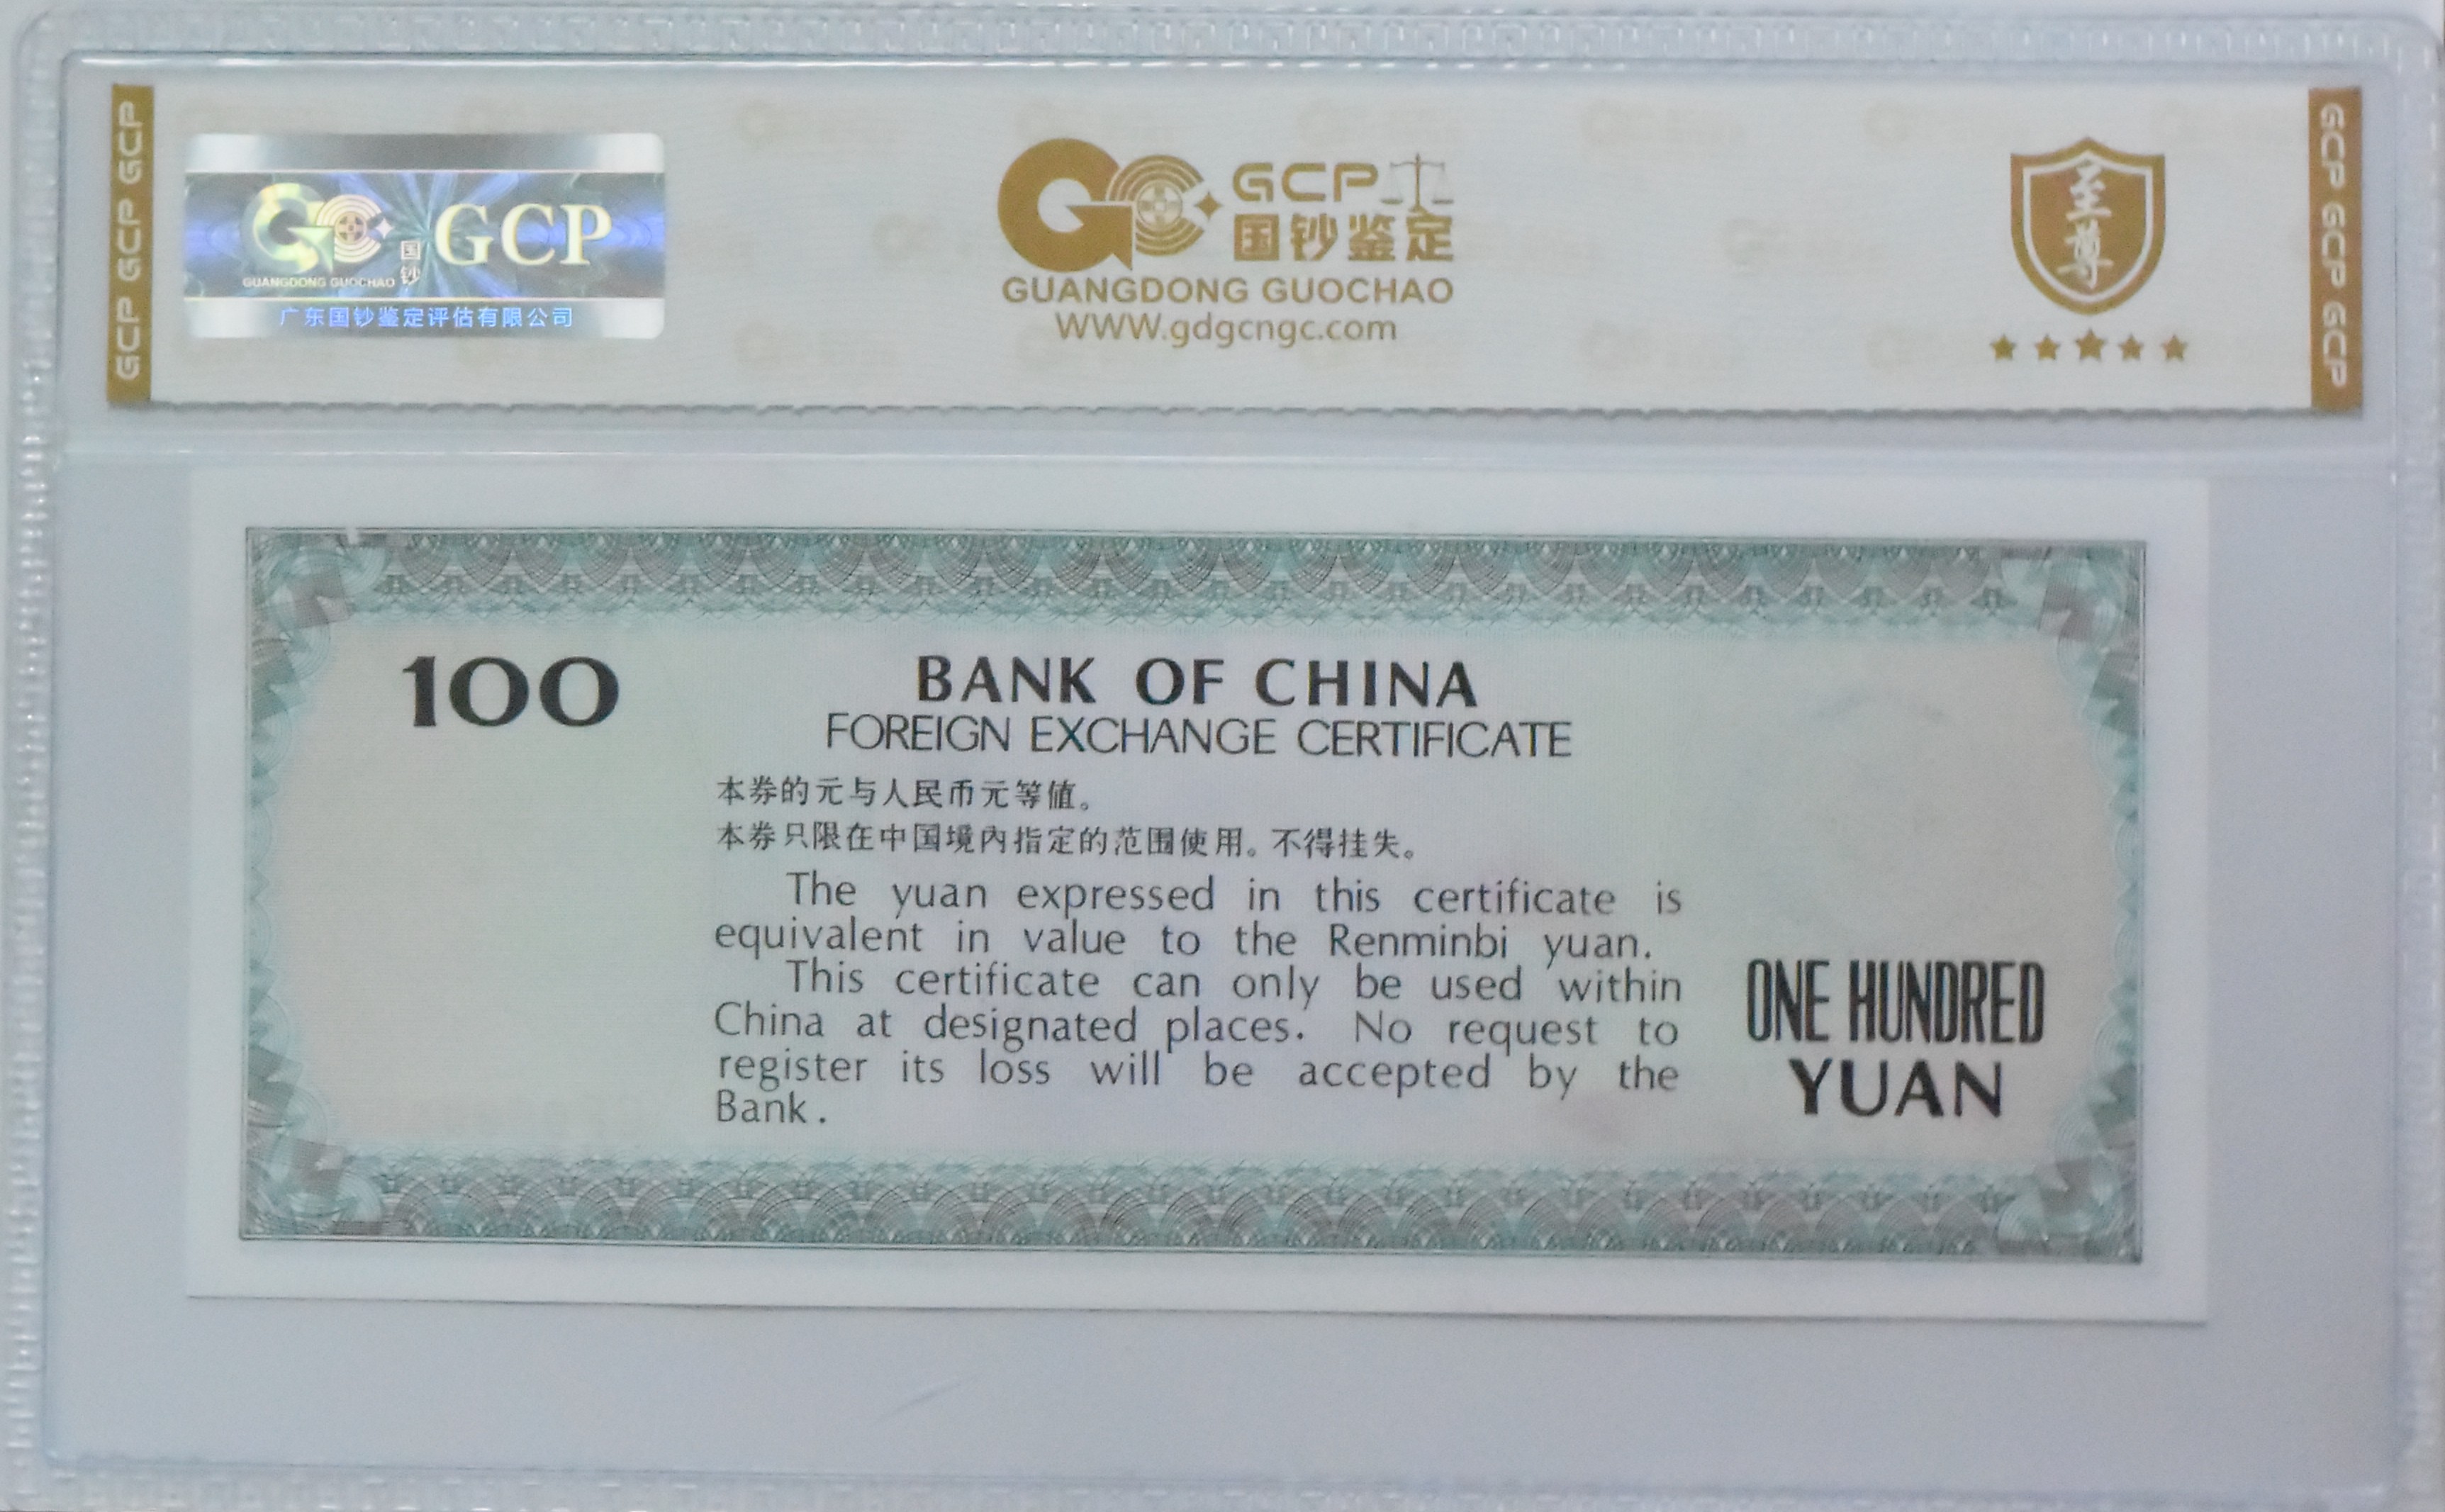 GCP GCP GCP
GCP
国钞
GUANGDONG GUOCHAO
广东国钞鉴定评估有限公司
GCP
国钞鉴定
GUANGDONG GUOCHAO
WWW.gdgcngc.com
至尊
GCP GCP GCP
100
BANK OF CHINA
FOREIGN EXCHANGE CERTIFICATE
本券的元与人民币元等值。
本券只限在中国境内指定的范围使用。不得挂失。
The yuan expressed in this certificate is
equivalent in value to the Renminbi yuan.
This certificate can only be used within
China at designated places. No request to
register its loss will be accepted by the
Bank.
ONE HUNDRED
YUAN